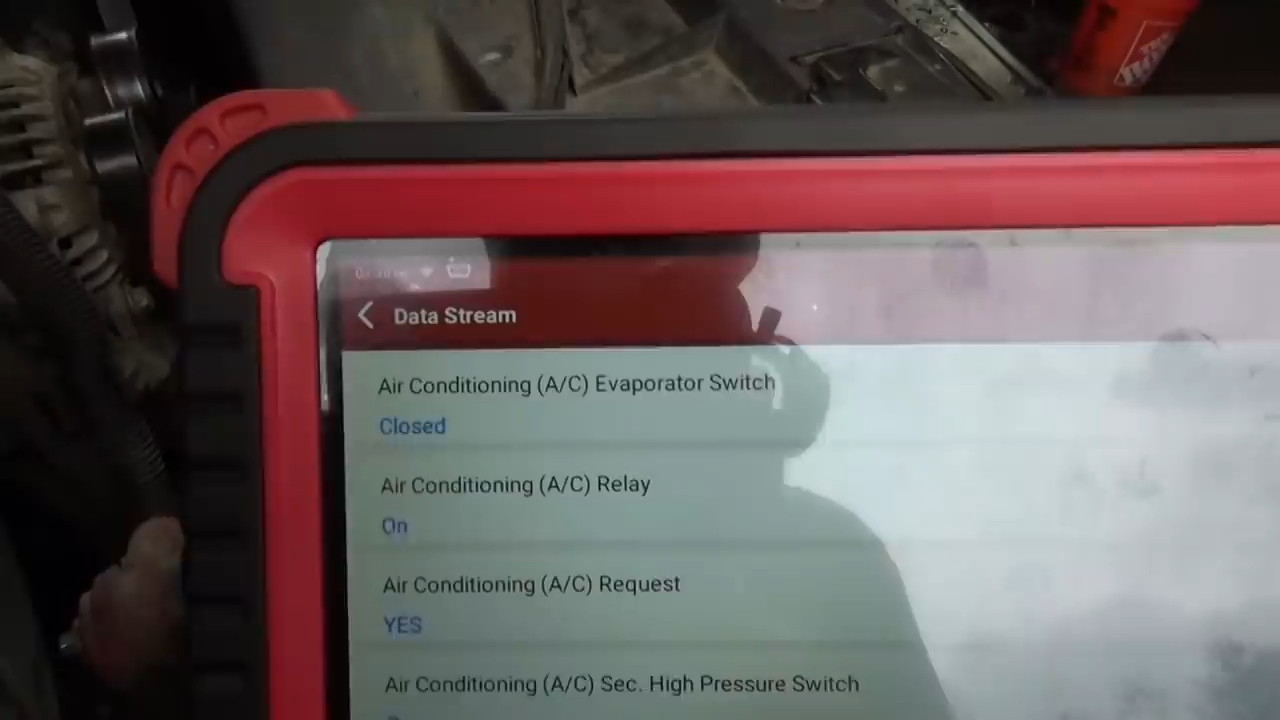 Data Stream
Air Conditioning (A/C) Evaporator Switch
Closed
Air Conditioning (A/C) Relay
On
Air Conditioning (A/C) Request
YES
Air Conditioning (A/C) Sec. High Pressure Switch